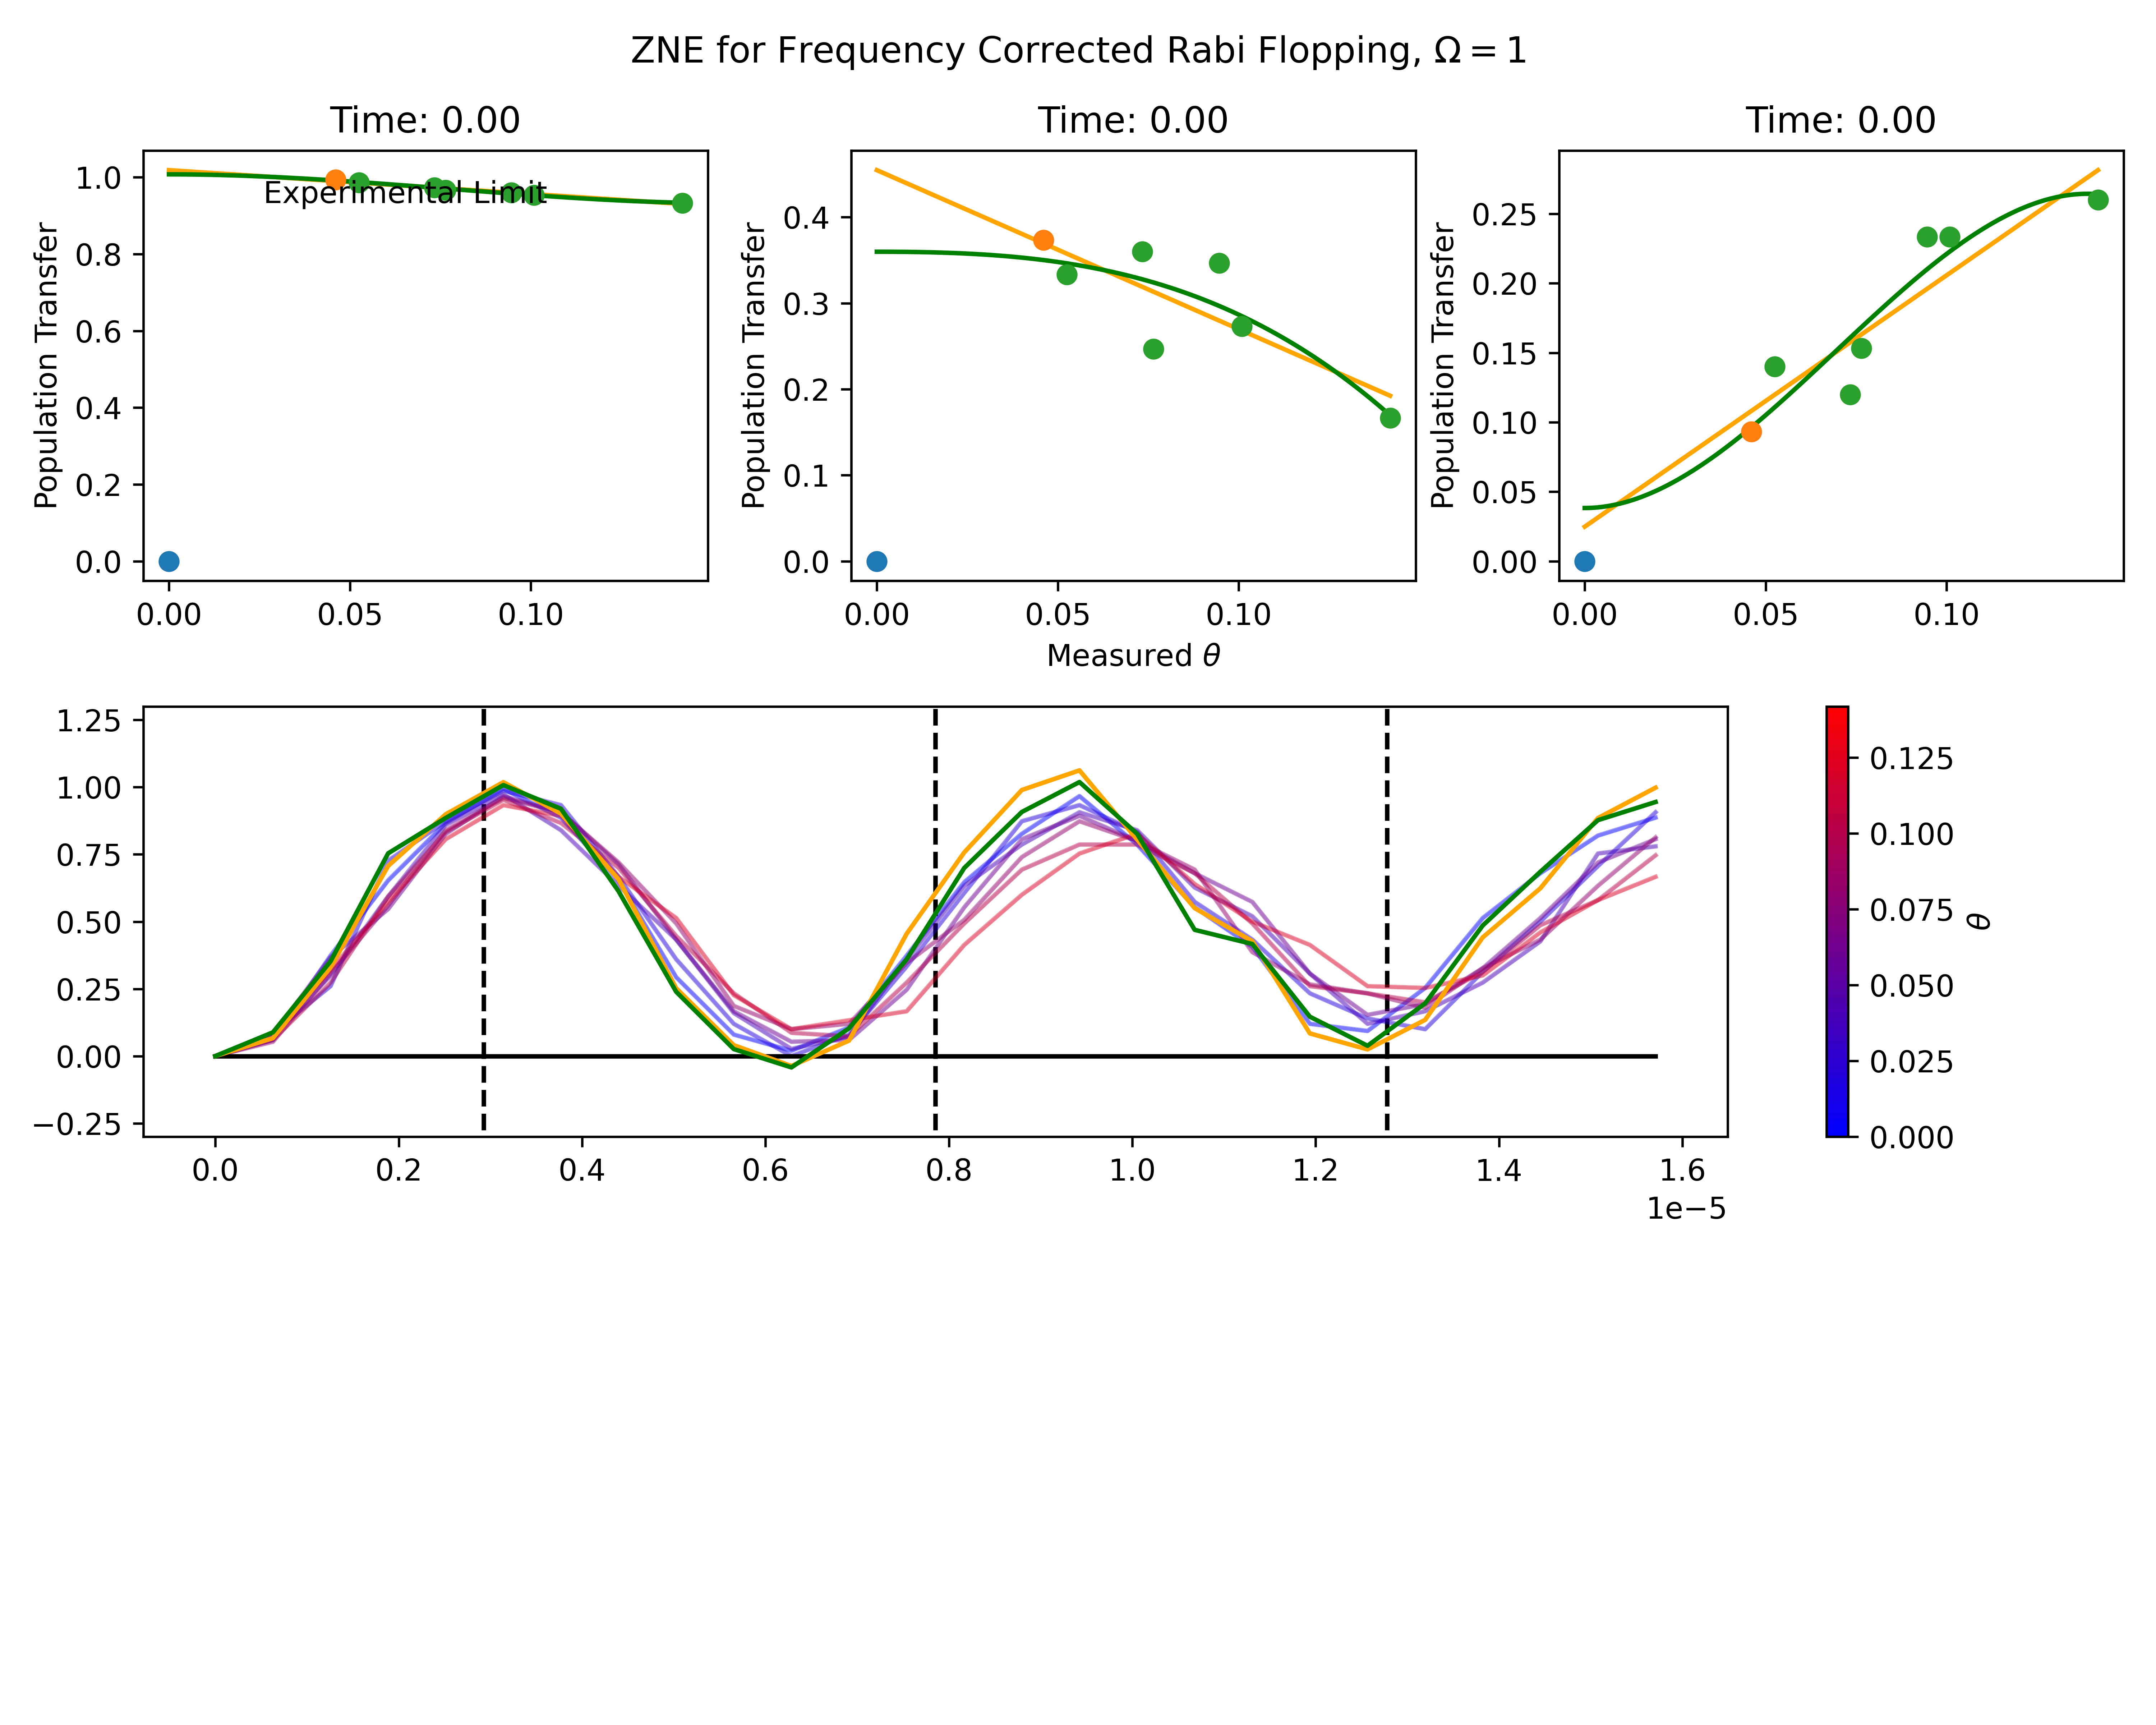 ZNE for Frequency Corrected Rabi Flopping, Ω = 1
Time: 0.00
Time: 0.00
Time: 0.00
Population Transfer
1.0
0.8
0.6
0.4
0.2
0.0
Experimental Limit
0.00 0.05 0.10
Population Transfer
0.4
0.3
0.2
0.1
0.0
0.00 0.05 0.10
Measured θ
Population Transfer
0.25
0.20
0.15
0.10
0.05
0.00
0.00 0.05 0.10
1.25
1.00
0.75
0.50
0.25
0.00
−0.25
0.0 0.2 0.4 0.6 0.8 1.0 1.2 1.4 1.6
1e−5
0.125
0.100
0.075
0.050
0.025
0.000
θ